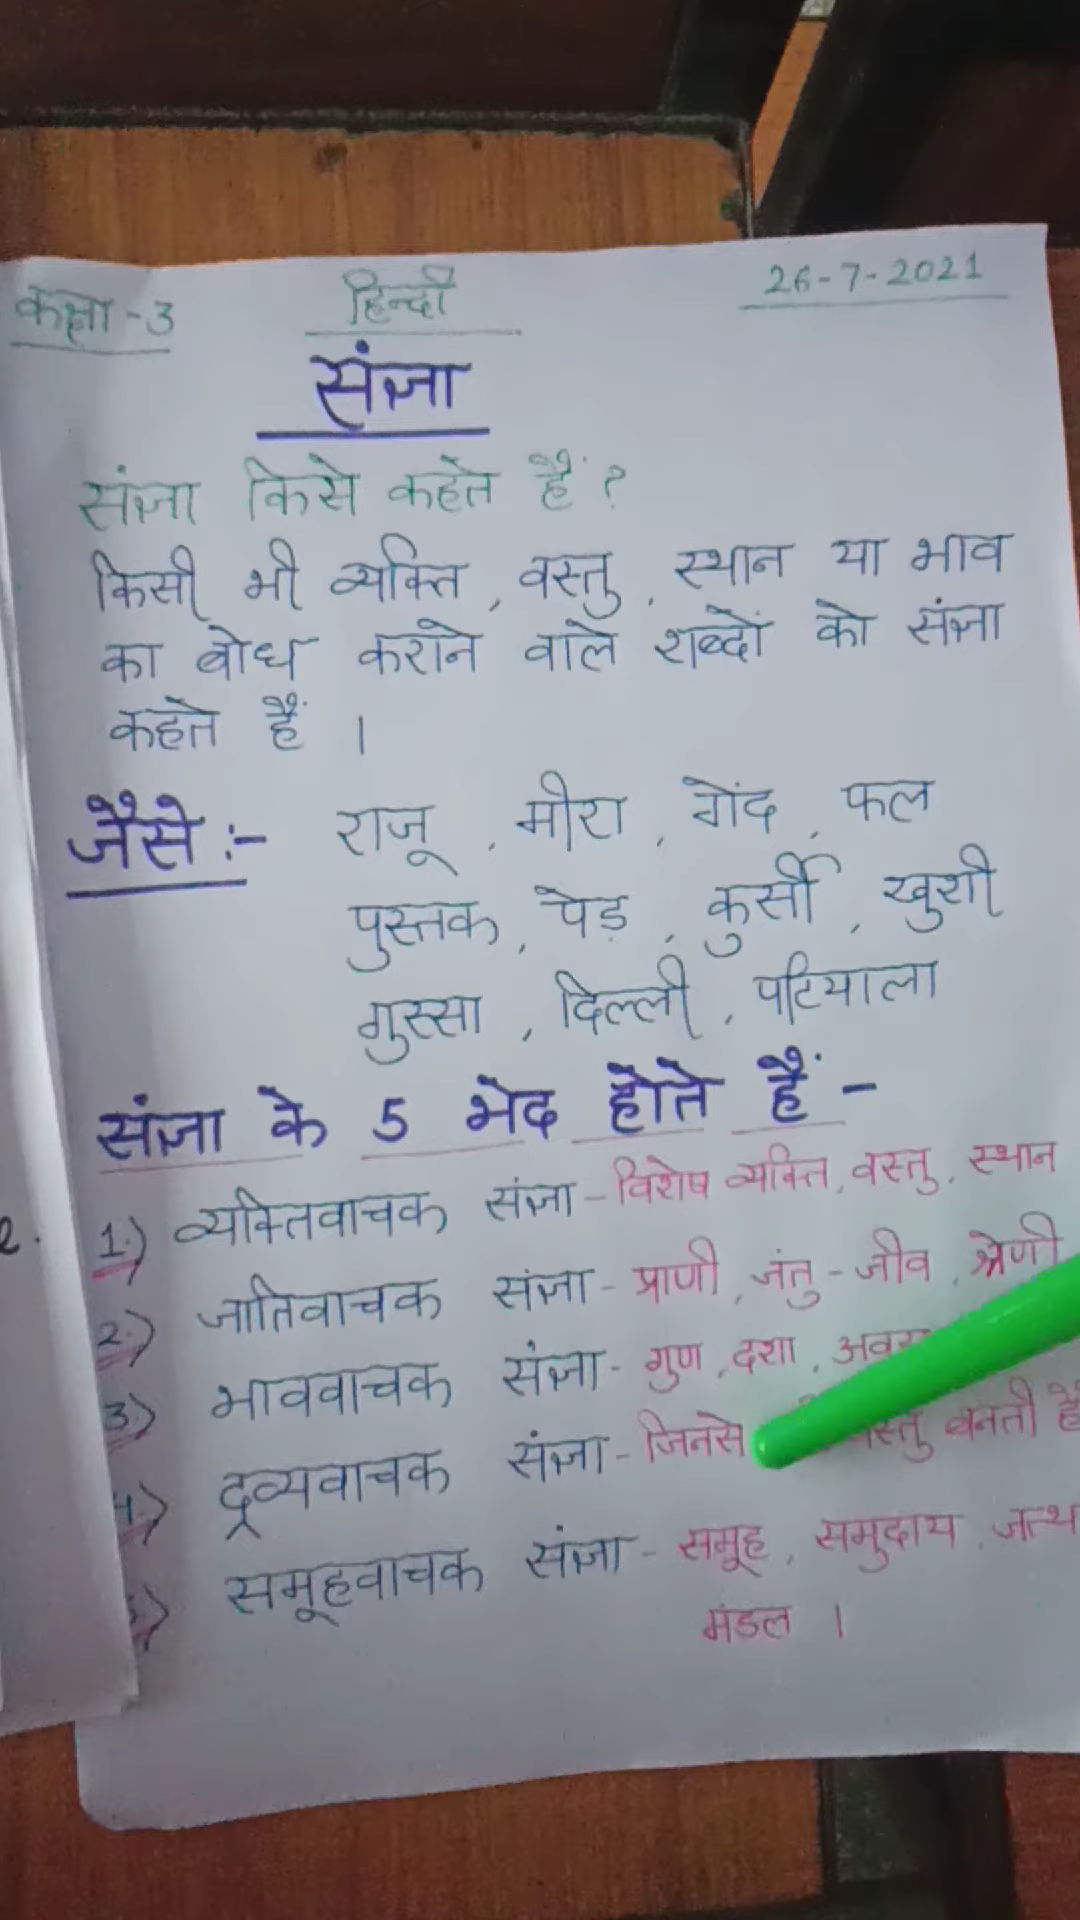 कक्षा -3 हिन्दी 26-7-2021
संज्ञा
संज्ञा किसे कहते हैं ?
किसी भी व्यक्ति , वस्तु , स्थान या भाव
का बोध कराने वाले शब्दों को संज्ञा
कहते हैं ।
जैसे :- राजू , मीरा , गेंद , फल
पुस्तक , पेड़ , कुर्सी , खुशी
गुस्सा , दिल्ली , पटियाला
संज्ञा के 5 भेद होते हैं -
1.) व्यक्तिवाचक संज्ञा - विशेष व्यक्ति , वस्तु , स्थान
2.) जातिवाचक संज्ञा - प्राणी , जंतु - जीव , श्रेणी
3.) भाववाचक संज्ञा - गुण , दशा ,
4.) द्रव्यवाचक संज्ञा - जिनसे वस्तु बनती है
समूहवाचक संज्ञा - समूह , समुदाय ,
मंडल ।